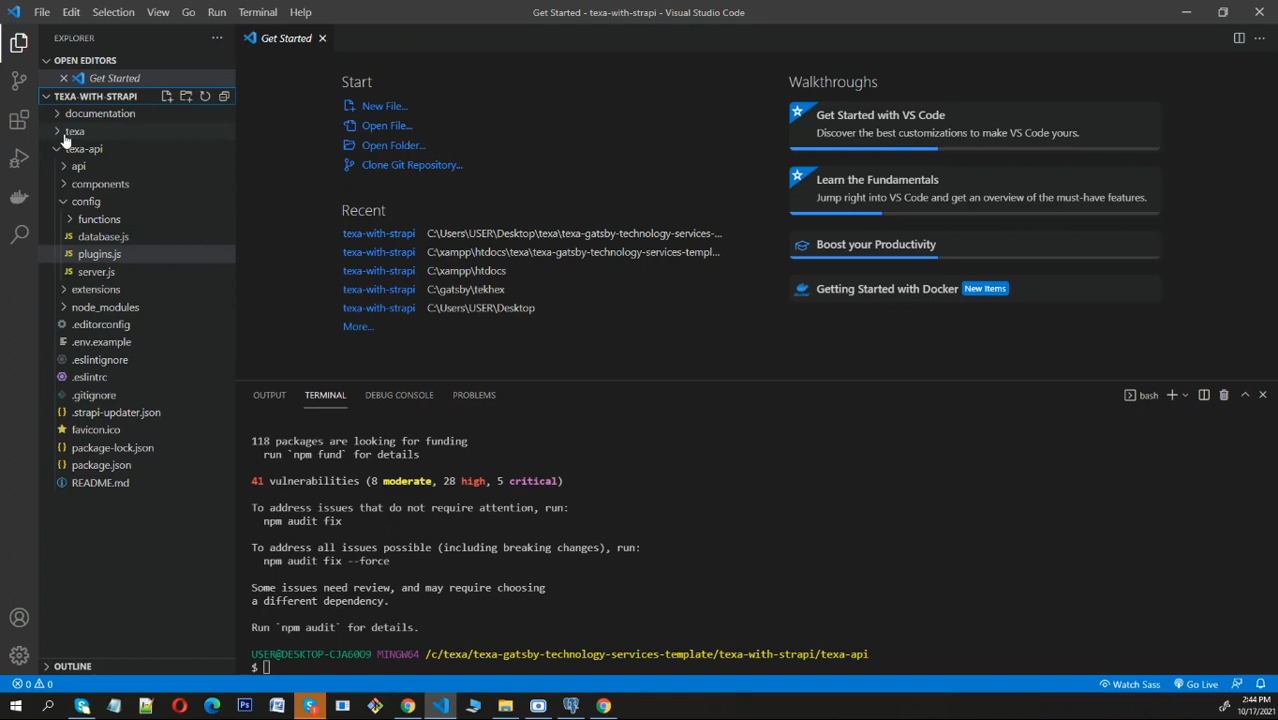 File Edit Selection View Go Run Terminal Help
Get Started - texa-with-strapi - Visual Studio Code
EXPLORER
OPEN EDITORS
Get Started
TEXA-WITH-STRAPI
documentation
texa
texa-api
api
components
config
functions
JS database.js
JS plugins.js
JS server.js
extensions
node_modules
.editorconfig
.env.example
.eslintignore
.eslintrc
.gitignore
{} .strapi-updater.json
favicon.ico
{} package-lock.json
{} package.json
README.md
OUTLINE
Get Started
Start
New File...
Open File...
Open Folder...
Clone Git Repository...
Recent
texa-with-strapi C:\Users\USER\Desktop\texa\texa-gatsby-technology-services-...
texa-with-strapi C:\xampp\htdocs\texa\texa-gatsby-technology-services-templ...
texa-with-strapi C:\xampp\htdocs
texa-with-strapi C:\gatsby\tekhex
texa-with-strapi C:\Users\USER\Desktop
More...
Walkthroughs
Get Started with VS Code
Discover the best customizations to make VS Code yours.
Learn the Fundamentals
Jump right into VS Code and get an overview of the must-have features.
Boost your Productivity
Getting Started with Docker New Items
OUTPUT TERMINAL DEBUG CONSOLE PROBLEMS
bash
118 packages are looking for funding
run `npm fund` for details
41 vulnerabilities (8 moderate, 28 high, 5 critical)
To address issues that do not require attention, run:
npm audit fix
To address all issues possible (including breaking changes), run:
npm audit fix --force
Some issues need review, and may require choosing
a different dependency.
Run `npm audit` for details.
USER@DESKTOP-CJA60O9 MINGW64 /c/texa/texa-gatsby-technology-services-template/texa-with-strapi/texa-api
$
0 0
Watch Sass Go Live
2:44 PM
10/17/2021